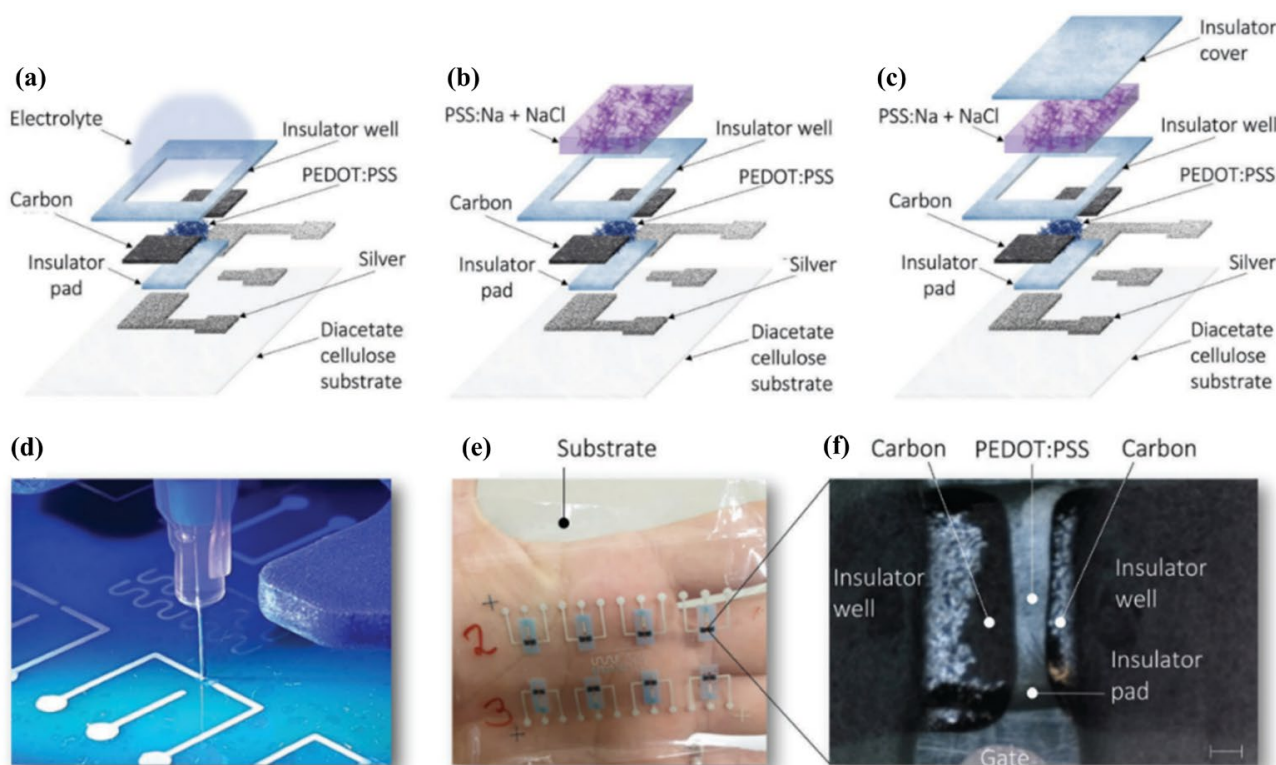 (a)
Electrolyte
Insulator well
PEDOT:PSS
Carbon
Insulator
pad
Silver
Diacetate
cellulose
substrate
(b)
PSS:Na + NaCl
Insulator well
PEDOT:PSS
Carbon
Insulator
pad
Silver
Diacetate
cellulose
substrate
(c)
Insulator
cover
PSS:Na + NaCl
Insulator well
PEDOT:PSS
Carbon
Insulator
pad
Silver
Diacetate
cellulose
substrate
(d)
(e)
Substrate
2
3
(f)
Carbon
PEDOT:PSS
Carbon
Insulator
well
Insulator
well
Insulator
pad
Gate